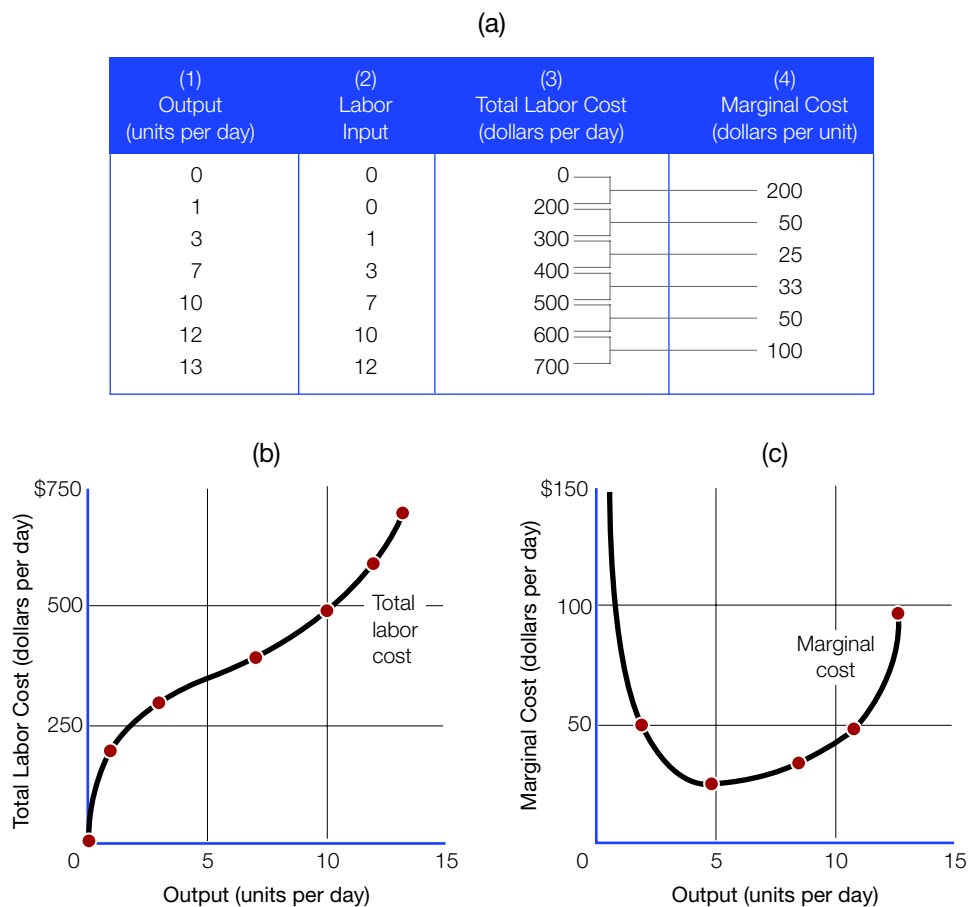 (a)
(1) (2) (3) (4)
Output Labor Total Labor Cost Marginal Cost
(units per day) Input (dollars per day) (dollars per unit)
0 0 0
200
1 0 200
50
3 1 300
25
7 3 400
33
10 7 500
50
12 10 600
100
13 12 700
(b)
$750
500
250
0 5 10 15
Total Labor Cost (dollars per day)
Total
labor
cost
Output (units per day)
(c)
$150
100
50
0 5 10 15
Marginal Cost (dollars per day)
Marginal
cost
Output (units per day)